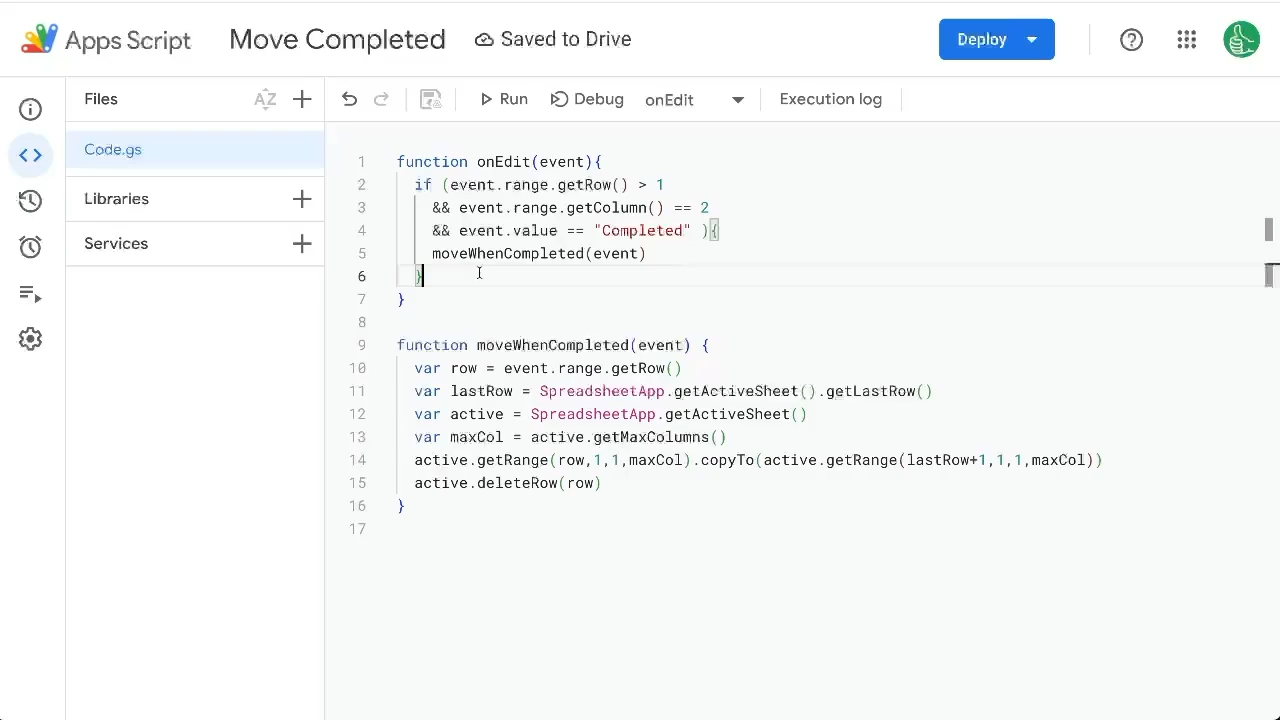 Apps Script Move Completed Saved to Drive Deploy
Files AZ Run Debug onEdit Execution log
Code.gs
Libraries
Services
1 function onEdit(event){
2 if (event.range.getRow() > 1
3 && event.range.getColumn() == 2
4 && event.value == "Completed" ){
5 moveWhenCompleted(event)
6 }
7 }
8
9 function moveWhenCompleted(event) {
10 var row = event.range.getRow()
11 var lastRow = SpreadsheetApp.getActiveSheet().getLastRow()
12 var active = SpreadsheetApp.getActiveSheet()
13 var maxCol = active.getMaxColumns()
14 active.getRange(row,1,1,maxCol).copyTo(active.getRange(lastRow+1,1,1,maxCol))
15 active.deleteRow(row)
16 }
17